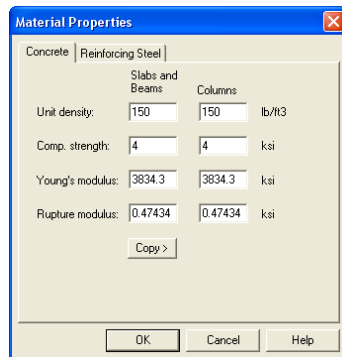 Material Properties
Concrete Reinforcing Steel
Slabs and
Beams Columns
Unit density: 150 150 lb/ft3
Comp. strength: 4 4 ksi
Young's modulus: 3834.3 3834.3 ksi
Rupture modulus: 0.47434 0.47434 ksi
Copy >
OK Cancel Help